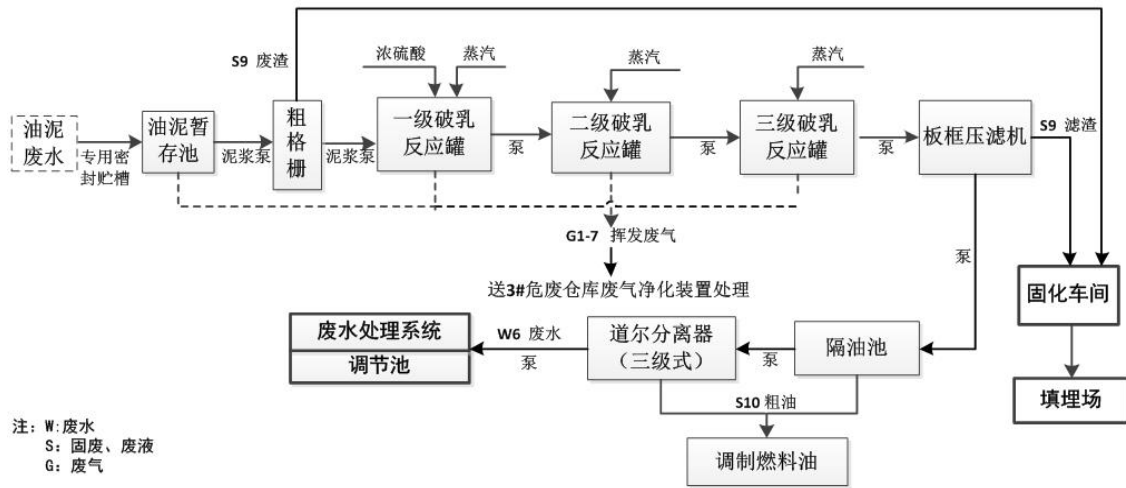 S9 废渣
浓硫酸
蒸汽
蒸汽
蒸汽
油泥
废水
专用密
封贮槽
油泥暂
存池
泥浆泵
粗
格
栅
泥浆泵
一级破乳
反应罐
泵
二级破乳
反应罐
泵
三级破乳
反应罐
泵
板框压滤机
S9 滤渣
G1-7 挥发废气
送3#危废仓库废气净化装置处理
泵
固化车间
填埋场
废水处理系统
调节池
W6 废水
泵
道尔分离器
（三级式）
泵
隔油池
S10 粗油
调制燃料油
注：W:废水
S：固废、废液
G：废气